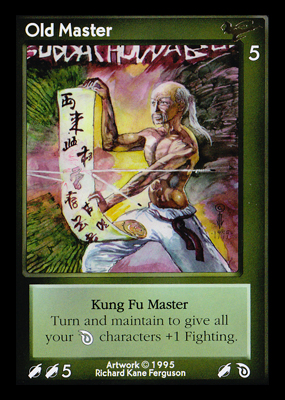 Old Master
5
Kung Fu Master
Turn and maintain to give all
your characters +1 Fighting.
5
Artwork © 1995
Richard Kane Ferguson